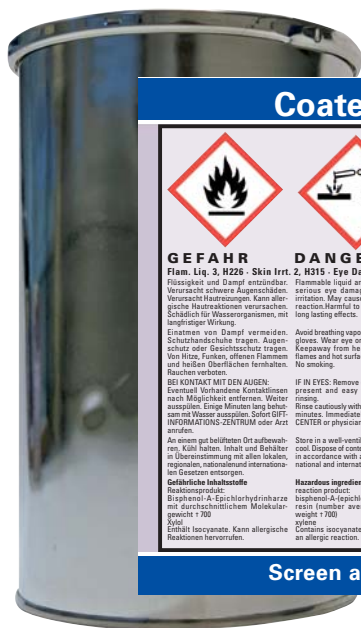 Coate
GEFAHR
Flam. Liq. 3, H226 · Skin Irrt. 2, H315 · Eye Da
Flüssigkeit und Dampf entzündbar.
Verursacht schwere Augenschäden.
Verursacht Hautreizungen. Kann aller-
gische Hautreaktionen verursachen.
Schädlich für Wasserorganismen, mit
langfristiger Wirkung.
Einatmen von Dampf vermeiden.
Schutzhandschuhe tragen. Augen-
schutz oder Gesichtsschutz tragen.
Von Hitze, Funken, offenen Flammem
und heißen Oberflächen fernhalten.
Rauchen verboten.
BEI KONTAKT MIT DEN AUGEN:
Eventuell Vorhandene Kontaktlinsen
nach Möglichkeit entfernen. Weiter
ausspülen. Einige Minuten lang behut-
sam mit Wasser ausspülen. Sofort GIFT-
INFORMATIONS-ZENTRUM oder Arzt
anrufen.
An einem gut belüfteten Ort aufbewah-
ren. Kühl halten. Inhalt und Behälter
in Übereinstimmung mit allen lokalen,
regionalen, nationalenund internationa-
len Gesetzen entsorgen.
Gefährliche Inhaltsstoffe
Reaktionsprodukt:
Bisphenol-A-Epichlorhydrinharze
mit durchschnittlichem Molekular-
gewicht ↑ 700
Xylol
Enthält Isocyanate. Kann allergische
Reaktionen hervorrufen.
DANGE
Flammable liquid an
serious eye damag
irritation. May cause
reaction.Harmful to
long lasting effects.
Avoid breathing vapo
gloves. Wear eye or
Keepaway from he
flames and hot surfac
No smoking.
IF IN EYES: Remove
present and easy
rinsing.
Rinse cautiously with
minutes. Immediate
CENTER or physician
Store in a well-ventil
cool. Dispose of conte
in accordance with a
national and internat
Hazardous ingredien
reaction product:
bisphenol-A-(epichlo
resin (number aver
weight ↑ 700)
xylene
Contains isocyanate
an allergic reaction.
Screen a